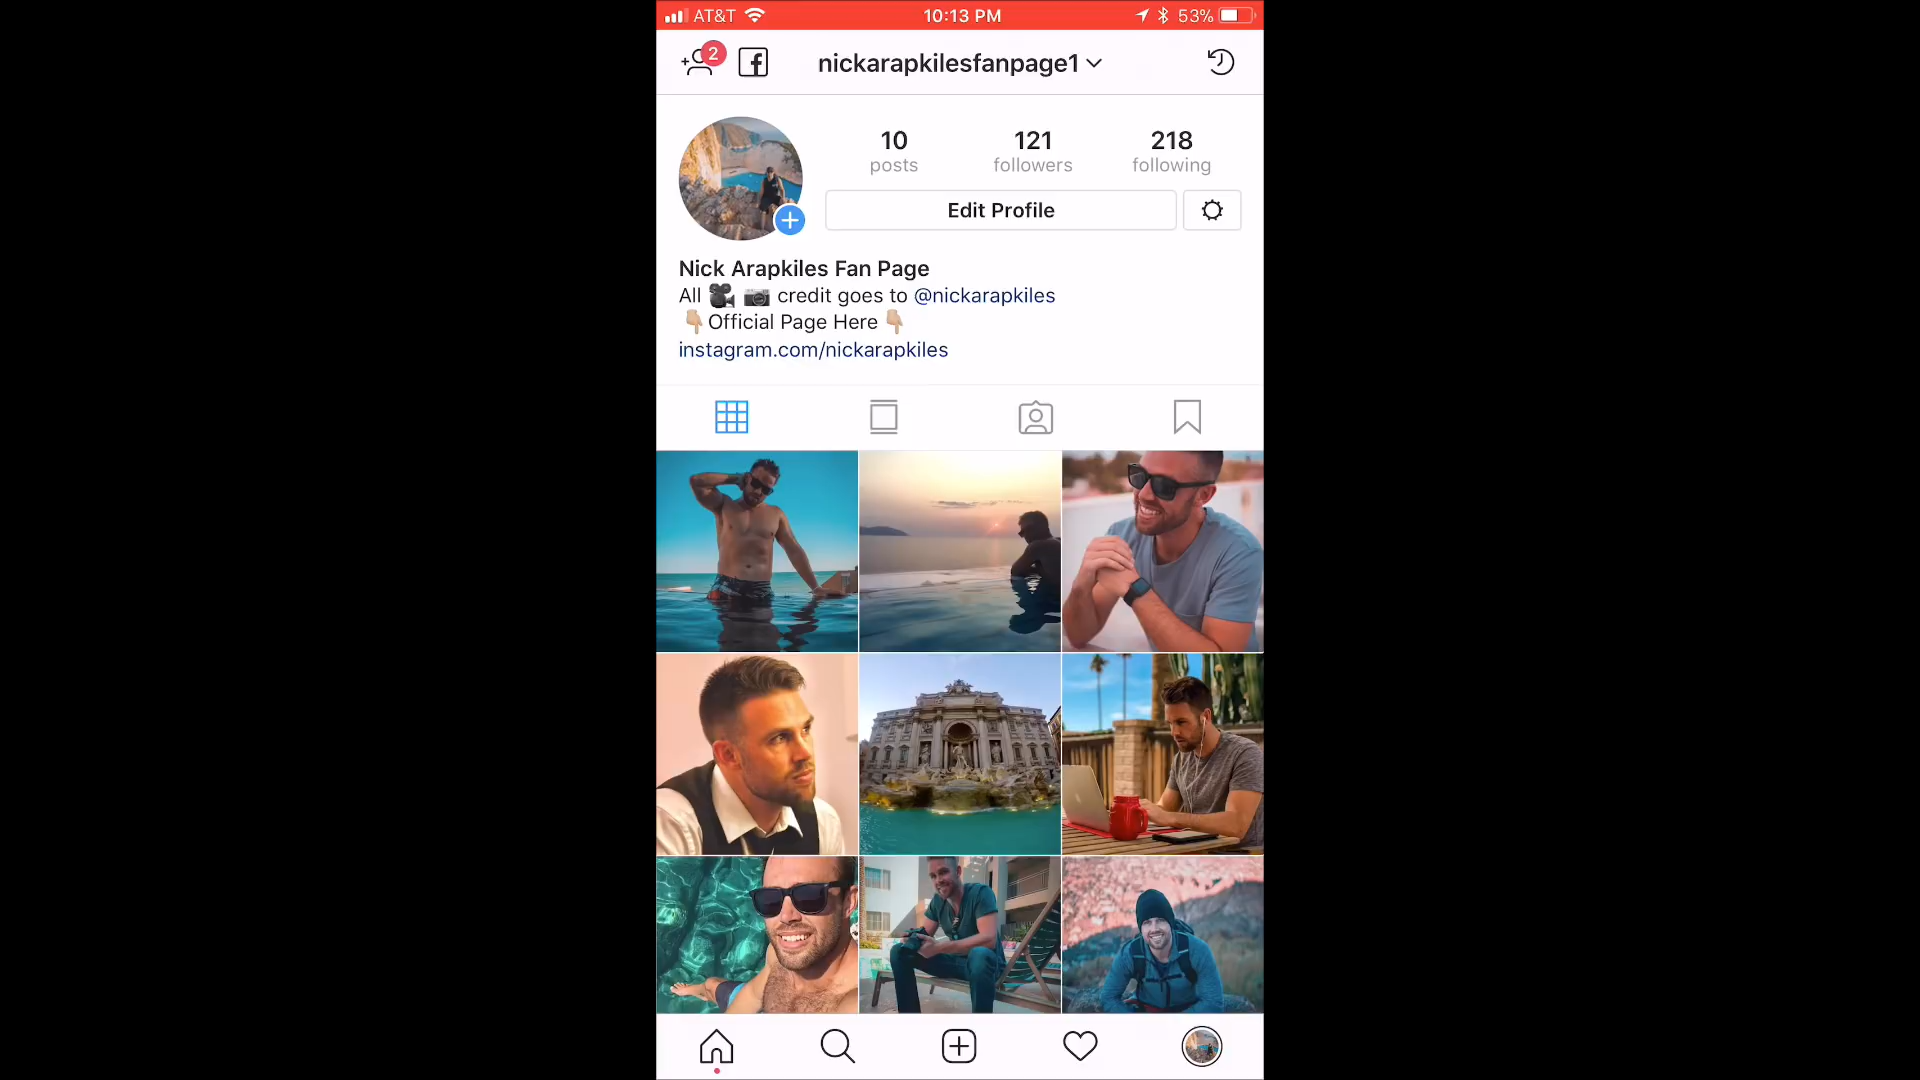 AT&T 10:13 PM 53%
2 nickarapkilesfanpage1
10 121 218
posts followers following
Edit Profile
Nick Arapkiles Fan Page
All 🎥 📷 credit goes to @nickarapkiles
👇🏼Official Page Here 👇🏼
instagram.com/nickarapkiles